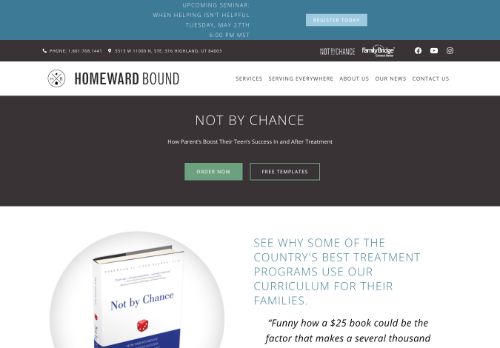 UPCOMING SEMINAR:
WHEN HELPING ISN'T HELPFUL
TUESDAY, MAY 27TH
6:00 PM MST
REGISTER TODAY
PHONE: 1.801.768.1441
5513 W 11000 N, STE. 316 HIGHLAND, UT 84003
NOT BY CHANCE
FamilyBridge
HOMEWARD BOUND
SERVICES
SERVING EVERYWHERE
ABOUT US
OUR NEWS
CONTACT US
NOT BY CHANCE
How Parent's Boost Their Teen's Success In and After Treatment
ORDER NOW
FREE TEMPLATES
Not by Chance
SEE WHY SOME OF THE
COUNTRY'S BEST TREATMENT
PROGRAMS USE OUR
CURRICULUM FOR THEIR
FAMILIES.
"Funny how a $25 book could be the
factor that makes a several thousand